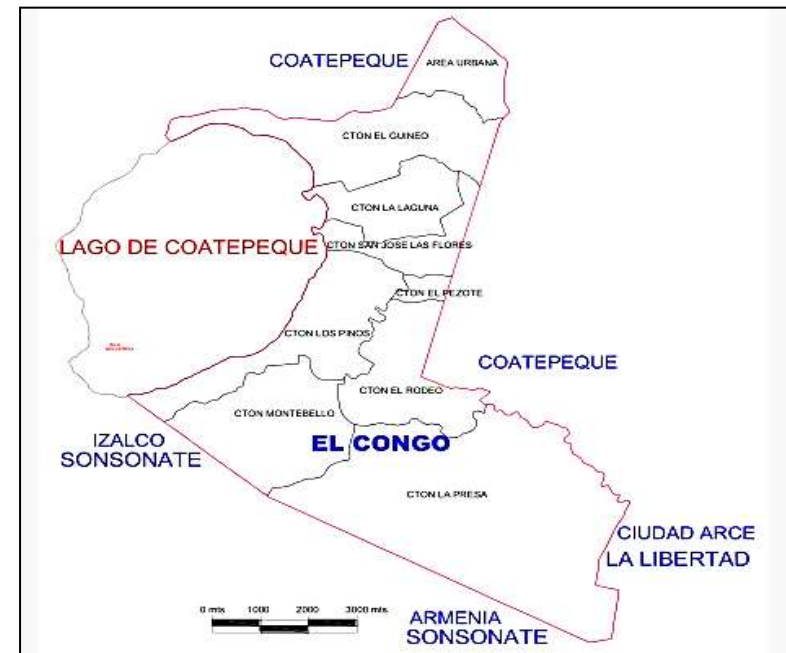 COATEPEQUE
AREA URBANA
CTON EL GUINEO
CTON LA LAGUNA
CTON SAN JOSE LAS FLORES
LAGO DE COATEPEQUE
CTON EL PEZOTE
CTON LOS PINOS
COATEPEQUE
CTON EL RODEO
CTON MONTEBELLO
IZALCO
SONSONATE
EL CONGO
CTON LA PRESA
CIUDAD ARCE
LA LIBERTAD
0 mts 1000 2000 3000 mts.
ARMENIA
SONSONATE